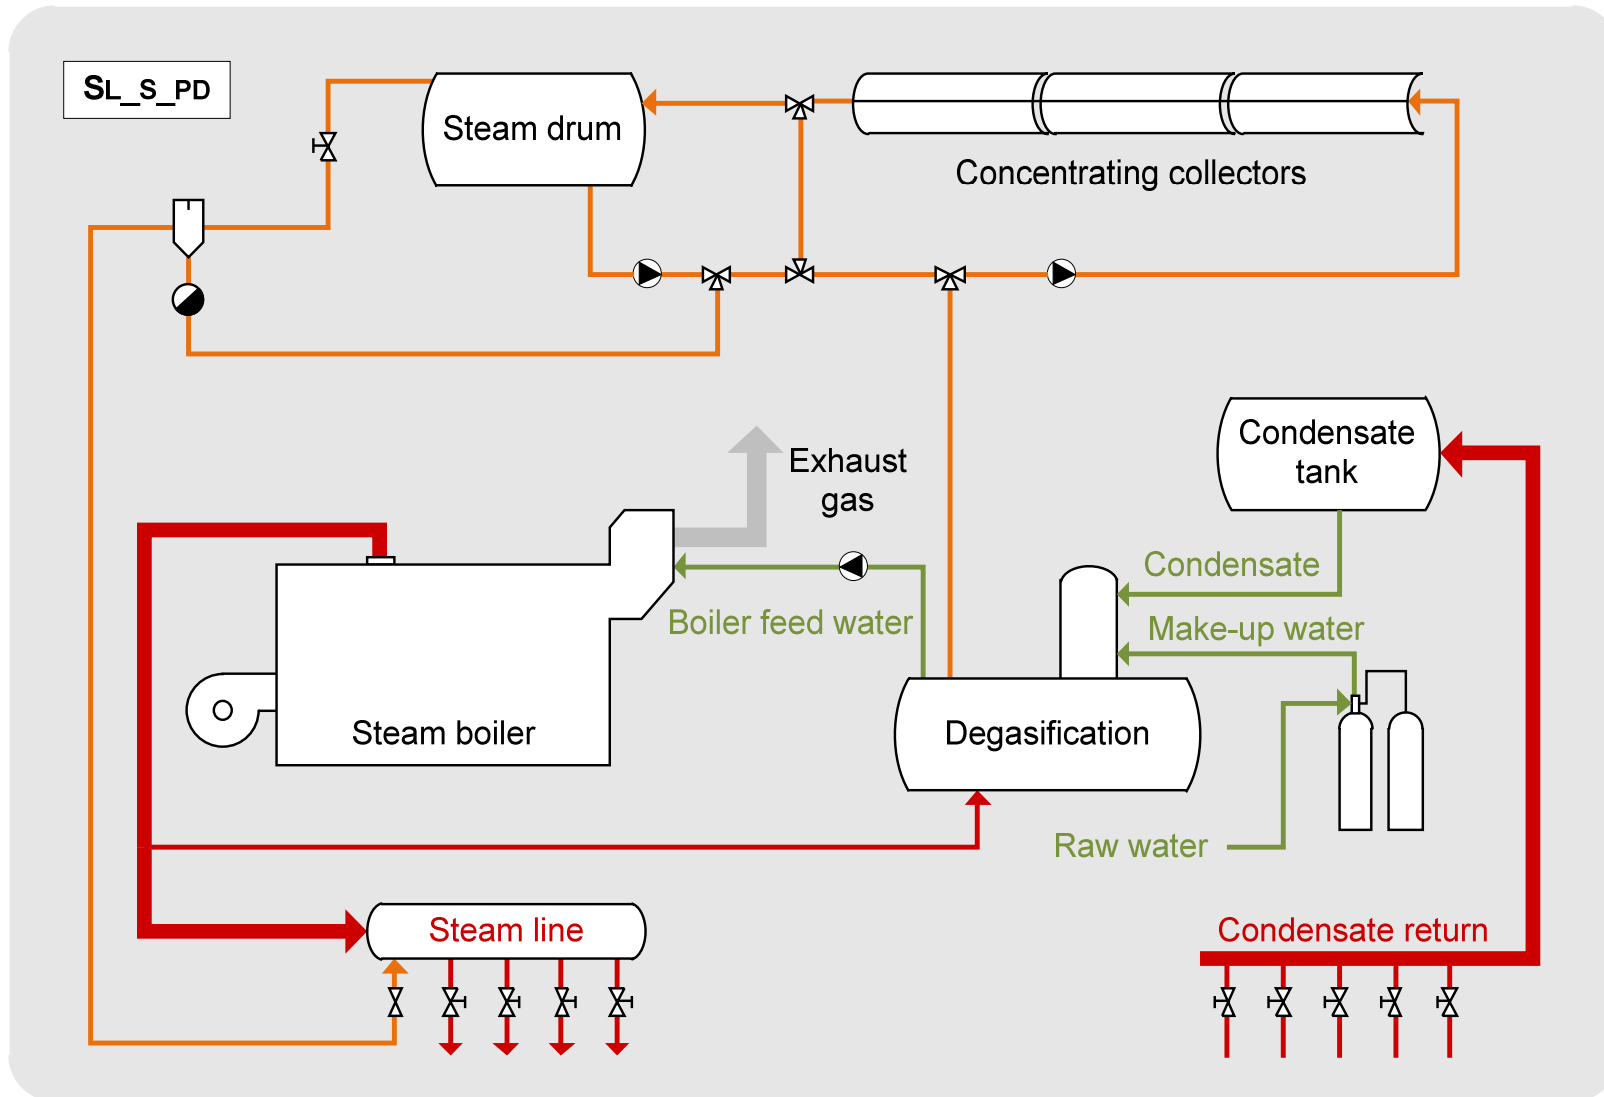 SL_S_PD
Steam drum
Concentrating collectors
Condensate
tank
Exhaust
gas
Condensate
Boiler feed water
Make-up water
Steam boiler
Degasification
Raw water
Steam line
Condensate return